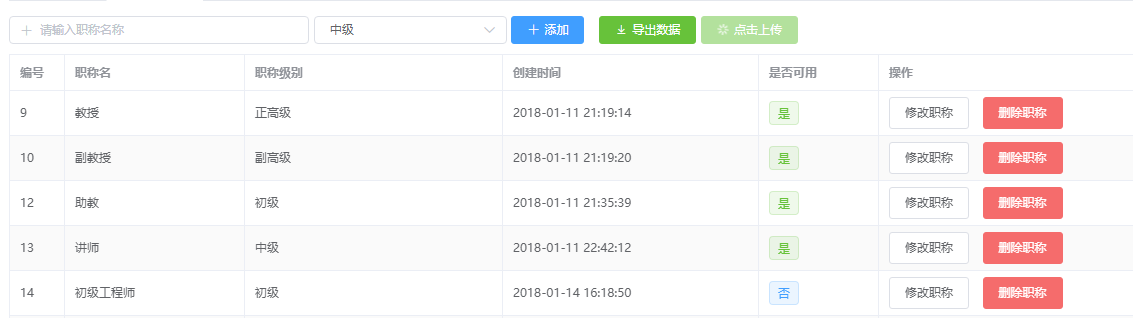 请输入职称名称 中级 添加 导出数据 点击上传
编号 职称名 职称级别 创建时间 是否可用 操作
9 教授 正高级 2018-01-11 21:19:14 是 修改职称 删除职称
10 副教授 副高级 2018-01-11 21:19:20 是 修改职称 删除职称
12 助教 初级 2018-01-11 21:35:39 是 修改职称 删除职称
13 讲师 中级 2018-01-11 22:42:12 是 修改职称 删除职称
14 初级工程师 初级 2018-01-14 16:18:50 否 修改职称 删除职称